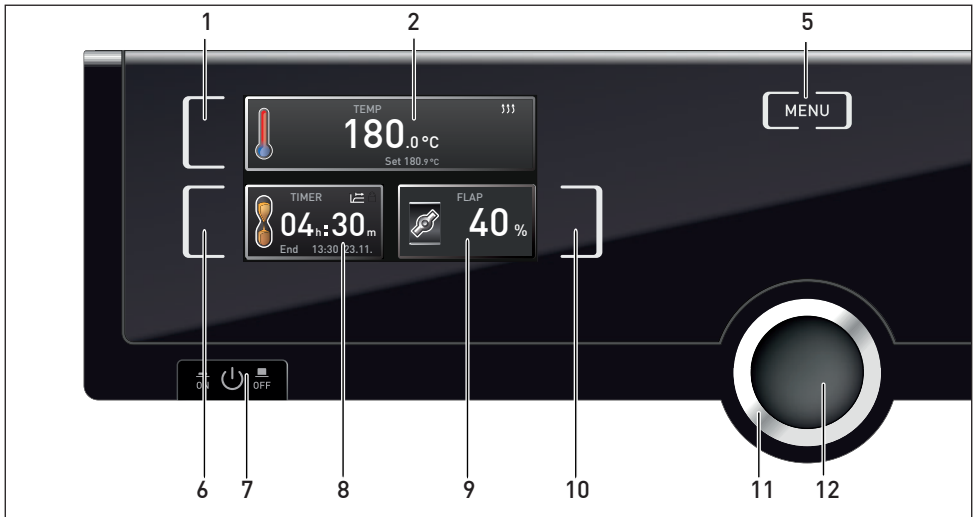 1 2 5
MENU
TEMP
180.0 °C
Set 180.9 °C
TIMER
04h:30m
End 13:30 23.11.
FLAP
40 %
ON OFF
6 7 8 9 10 11 12